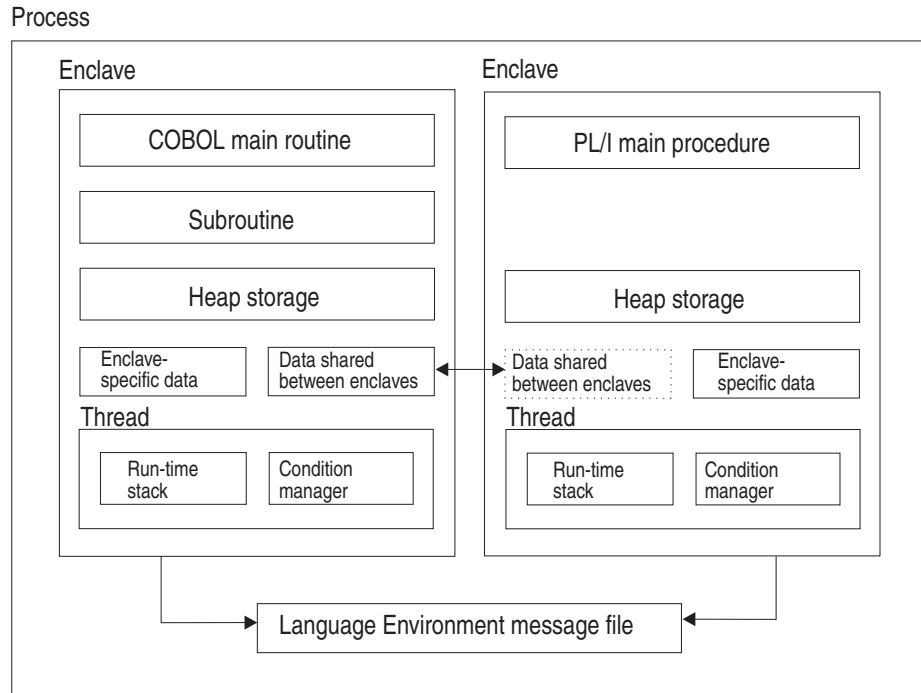 Process
Enclave
COBOL main routine
Subroutine
Heap storage
Enclave-
specific data
Data shared
between enclaves
Thread
Run-time
stack
Condition
manager
Enclave
PL/I main procedure
Heap storage
Data shared
between enclaves
Enclave-
specific data
Thread
Run-time
stack
Condition
manager
Language Environment message file